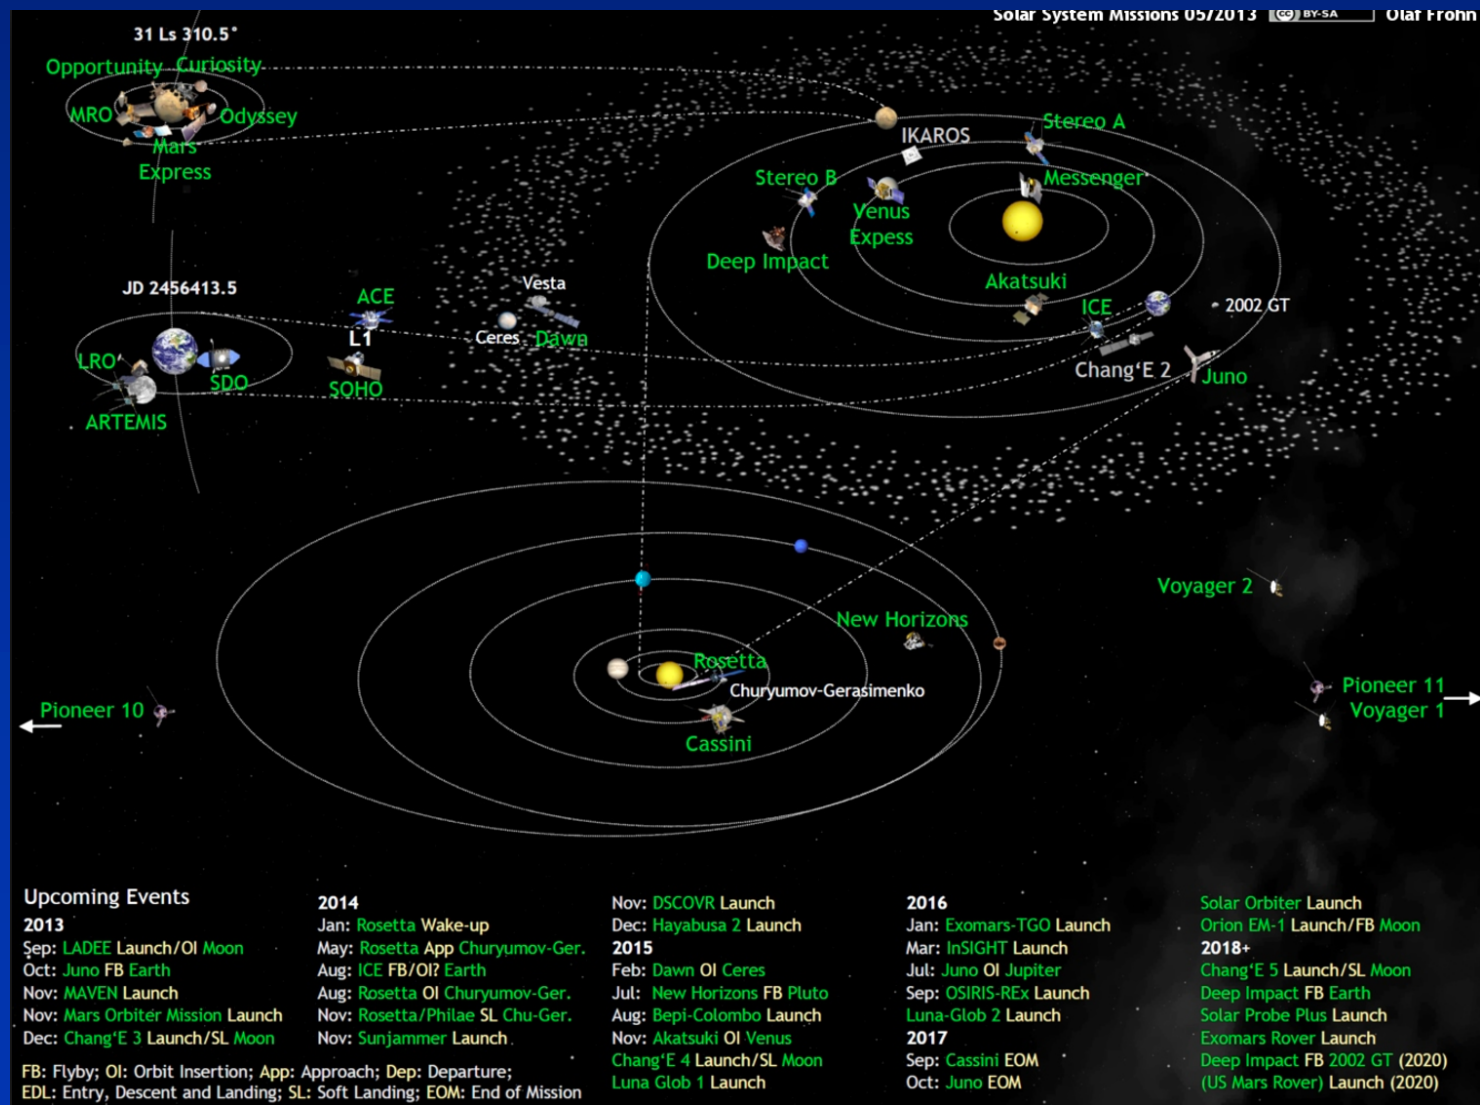 Solar System Missions 05/2013 (cc) BY-SA Olaf Frohn
31 Ls 310.5°
Opportunity Curiosity
MRO
Odyssey
Mars
Express
IKAROS
Stereo A
Stereo B
Messenger
Venus
Expess
Deep Impact
Akatsuki
ICE
2002 GT
Chang'E 2
Juno
JD 2456413.5
ACE
L1
SOHO
LRO
SDO
ARTEMIS
Vesta
Ceres
Dawn
Voyager 2
New Horizons
Rosetta
Churyumov-Gerasimenko
Cassini
Pioneer 10
Pioneer 11
Voyager 1
Upcoming Events
2013
Sep: LADEE Launch/OI Moon
Oct: Juno FB Earth
Nov: MAVEN Launch
Nov: Mars Orbiter Mission Launch
Dec: Chang'E 3 Launch/SL Moon
2014
Jan: Rosetta Wake-up
May: Rosetta App Churyumov-Ger.
Aug: ICE FB/OI? Earth
Aug: Rosetta OI Churyumov-Ger.
Nov: Rosetta/Philae SL Chu-Ger.
Nov: Sunjammer Launch
Nov: DSCOVR Launch
Dec: Hayabusa 2 Launch
2015
Feb: Dawn OI Ceres
Jul: New Horizons FB Pluto
Aug: Bepi-Colombo Launch
Nov: Akatsuki OI Venus
Chang'E 4 Launch/SL Moon
Luna Glob 1 Launch
2016
Jan: Exomars-TGO Launch
Mar: InSIGHT Launch
Jul: Juno OI Jupiter
Sep: OSIRIS-REx Launch
Luna-Glob 2 Launch
2017
Sep: Cassini EOM
Oct: Juno EOM
Solar Orbiter Launch
Orion EM-1 Launch/FB Moon
2018+
Chang'E 5 Launch/SL Moon
Deep Impact FB Earth
Solar Probe Plus Launch
Exomars Rover Launch
Deep Impact FB 2002 GT (2020)
(US Mars Rover) Launch (2020)
FB: Flyby; OI: Orbit Insertion; App: Approach; Dep: Departure;
EDL: Entry, Descent and Landing; SL: Soft Landing; EOM: End of Mission